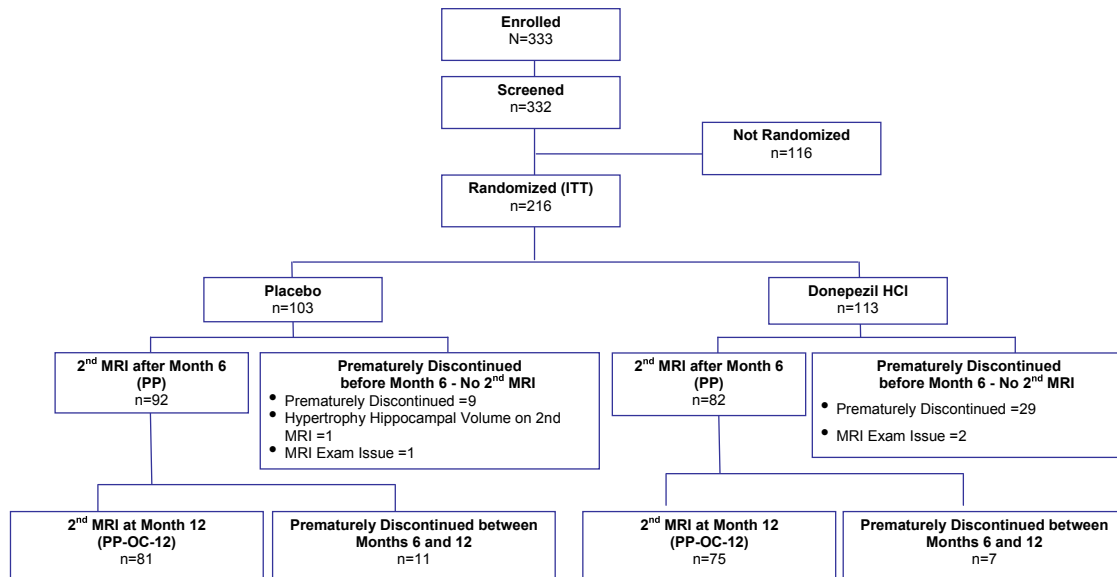 Enrolled
N=333
Screened
n=332
Not Randomized
n=116
Randomized (ITT)
n=216
Placebo
n=103
Donepezil HCl
n=113
2nd MRI after Month 6
(PP)
n=92
Prematurely Discontinued
before Month 6 - No 2nd MRI
• Prematurely Discontinued =9
• Hypertrophy Hippocampal Volume on 2nd
MRI =1
• MRI Exam Issue =1
2nd MRI after Month 6
(PP)
n=82
Prematurely Discontinued
before Month 6 - No 2nd MRI
• Prematurely Discontinued =29
• MRI Exam Issue =2
2nd MRI at Month 12
(PP-OC-12)
n=81
Prematurely Discontinued between
Months 6 and 12
n=11
2nd MRI at Month 12
(PP-OC-12)
n=75
Prematurely Discontinued between
Months 6 and 12
n=7